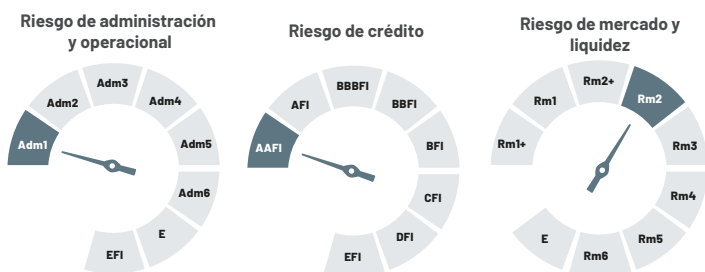 Riesgo de administración
y operacional
Adm1
Adm2
Adm3
Adm4
Adm5
Adm6
E
EFI
Riesgo de crédito
AAFI
AFI
BBBFI
BBFI
BFI
CFI
DFI
EFI
Riesgo de mercado y
liquidez
Rm1+
Rm1
Rm2+
Rm2
Rm3
Rm4
Rm5
Rm6
E